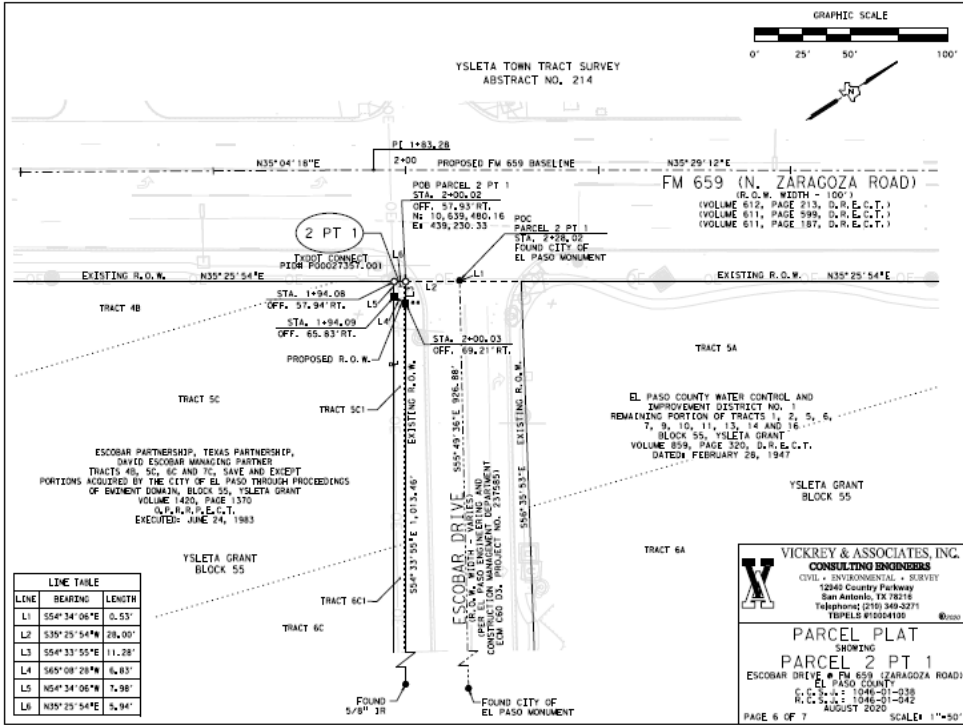 GRAPHIC SCALE
0' 25' 50' 100'
YSLETA TOWN TRACT SURVEY
ABSTRACT NO. 214
N
PI 1+83.28
N35°04'18"E
2+00
PROPOSED FM 659 BASELINE
N35°29'12"E
FM 659 (N. ZARAGOZA ROAD)
(R.O.W. WIDTH - 100')
(VOLUME 612, PAGE 213, D.R.E.C.T.)
(VOLUME 611, PAGE 599, D.R.E.C.T.)
(VOLUME 611, PAGE 187, D.R.E.C.T.)
POB PARCEL 2 PT 1
STA. 2+00.02
OFF. 57.93'RT.
N: 10,639,480.16
E: 439,230.33
2 PT 1
TXDOT CONNECT
PID# P00027357.001
POC
PARCEL 2 PT 1
STA. 2+28.02
FOUND CITY OF
EL PASO MONUMENT
L6
L1
L2
EXISTING R.O.W. N35°25'54"E
EXISTING R.O.W. N35°25'54"E
STA. 1+94.08
OFF. 57.94'RT.
L5
TRACT 4B
STA. 1+94.09
OFF. 65.83'RT.
L4
**
STA. 2+00.03
OFF. 69.21'RT.
PROPOSED R.O.W.
TRACT 5A
TRACT 5C
TRACT 5C1
EXISTING R.O.W.
S54°33'55"E 1,013.46'
S55°49'36"E 926.88'
EXISTING R.O.W.
S56°35'53"E
EL PASO COUNTY WATER CONTROL AND
IMPROVEMENT DISTRICT NO. 1
REMAINING PORTION OF TRACTS 1, 2, 5, 6,
7, 9, 10, 11, 13, 14 AND 16
BLOCK 55, YSLETA GRANT
VOLUME 859, PAGE 320, D.R.E.C.T.
DATED: FEBRUARY 28, 1947
ESCOBAR PARTNERSHIP, TEXAS PARTNERSHIP,
DAVID ESCOBAR MANAGING PARTNER
TRACTS 4B, 5C, 6C AND 7C, SAVE AND EXCEPT
PORTIONS ACQUIRED BY THE CITY OF EL PASO THROUGH PROCEEDINGS
OF EMINENT DOMAIN, BLOCK 55, YSLETA GRANT
VOLUME 1420, PAGE 1370
O.P.R.R.P.E.C.T.
EXECUTED: JUNE 24, 1983
ESCOBAR DRIVE
(R.O.W. WIDTH - VARIES)
(PER EL PASO ENGINEERING AND
CONSTRUCTION MANAGEMENT DEPARTMENT
ECM C60 D3, PROJECT NO. 237585)
YSLETA GRANT
BLOCK 55
YSLETA GRANT
BLOCK 55
TRACT 6A
TRACT 6C1
TRACT 6C
FOUND
5/8" IR
FOUND CITY OF
EL PASO MONUMENT
LINE TABLE
LINE BEARING LENGTH
L1 S54°34'06"E 0.53'
L2 S35°25'54"W 28.00'
L3 S54°33'55"E 11.28'
L4 S65°08'28"W 6.83'
L5 N54°34'06"W 7.98'
L6 N35°25'54"E 5.94'
VICKREY & ASSOCIATES, INC.
CONSULTING ENGINEERS
CIVIL • ENVIRONMENTAL • SURVEY
12940 Country Parkway
San Antonio, TX 78216
Telephone: (210) 349-3271
TBPELS #10004100
©2020
PARCEL PLAT
SHOWING
PARCEL 2 PT 1
ESCOBAR DRIVE @ FM 659 (ZARAGOZA ROAD)
EL PASO COUNTY
C.C.S.J.: 1046-01-038
R.C.S.J.: 1046-01-042
AUGUST 2020
PAGE 6 OF 7 SCALE: 1"=50'